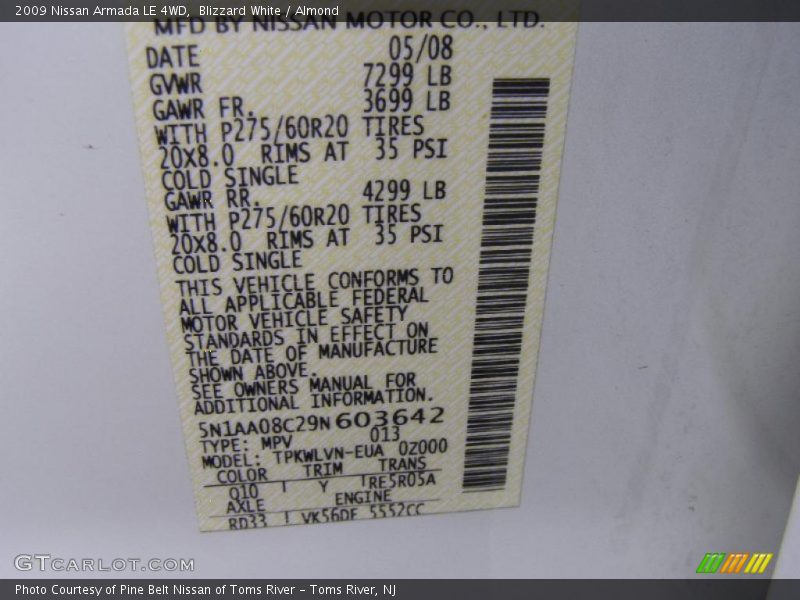 2009 Nissan Armada LE 4WD, Blizzard White / Almond
MFD BY NISSAN MOTOR CO., LTD.
DATE 05/08
GVWR 7299 LB
GAWR FR. 3699 LB
WITH P275/60R20 TIRES
20X8.0 RIMS AT 35 PSI
COLD SINGLE
GAWR RR. 4299 LB
WITH P275/60R20 TIRES
20X8.0 RIMS AT 35 PSI
COLD SINGLE
THIS VEHICLE CONFORMS TO
ALL APPLICABLE FEDERAL
MOTOR VEHICLE SAFETY
STANDARDS IN EFFECT ON
THE DATE OF MANUFACTURE
SHOWN ABOVE.
SEE OWNERS MANUAL FOR
ADDITIONAL INFORMATION.
5N1AA08C29N603642
TYPE: MPV 013
MODEL: TPKWLVN-EUA 0Z000
COLOR TRIM TRANS
Q10 Y RE5R05A
AXLE ENGINE
RD33 VK56DE 5552CC
GTCARLOT.COM
Photo Courtesy of Pine Belt Nissan of Toms River – Toms River, NJ